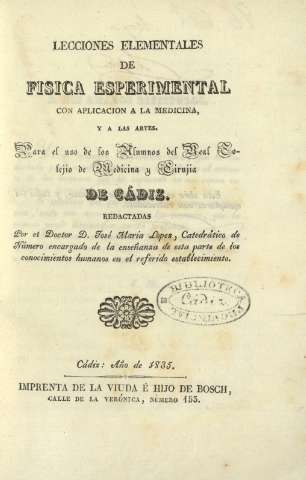 LECCIONES ELEMENTALES
DE
FISICA ESPERIMENTAL
CON APLICACION A LA MEDICINA,
Y A LAS ARTES.
Para el uso de los Alumnos del Real Co-
lejio de Medicina y Cirujia
DE CÁDIZ.
REDACTADAS
Por el Doctor D. José María Lopez, Catedrático de
Número encargado de la enseñanza de esta parte de los
conocimientos humanos en el referido establecimiento.
BIBLIOTECA
Cádiz
PROVINCIAL
Cádiz: Año de 1835.
IMPRENTA DE LA VIUDA É HIJO DE BOSCH,
CALLE DE LA VERÓNICA, NÚMERO 153.